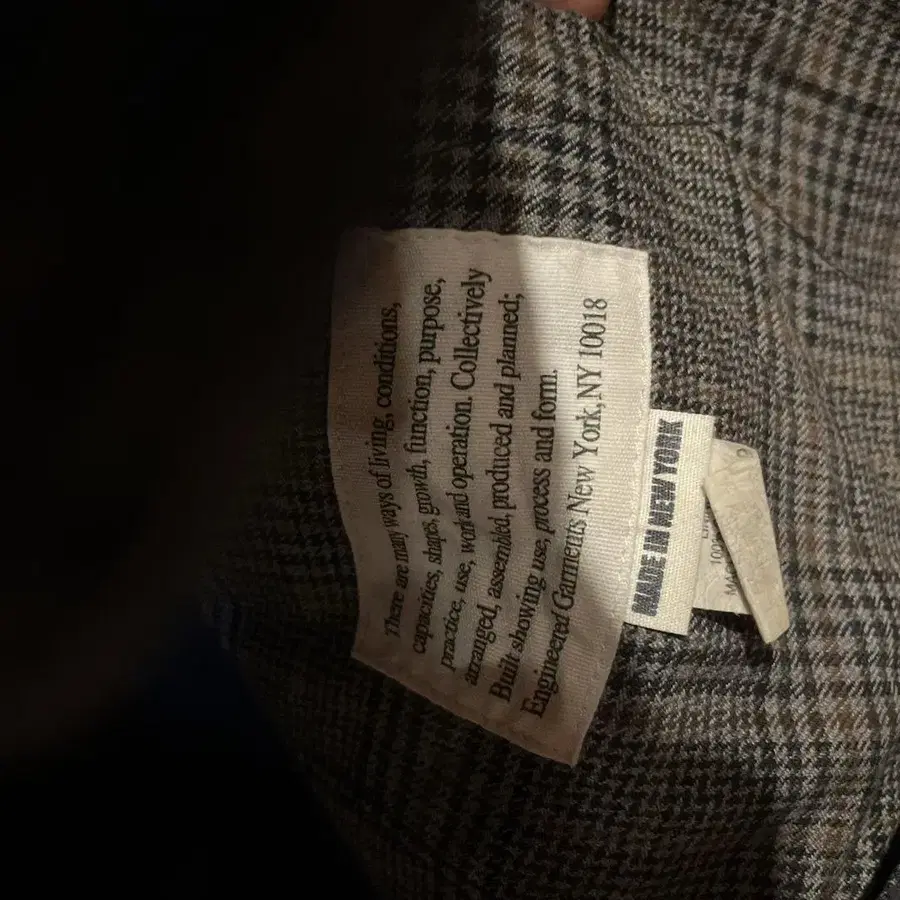 There are many ways of living, conditions,
capacities, shapes, growth, function, purpose,
practice, use, work and operation. Collectively
arranged, assembled, produced and planned;
Built showing use, process and form.
Engineered Garments New York, NY 10018
MADE IN NEW YORK
100%